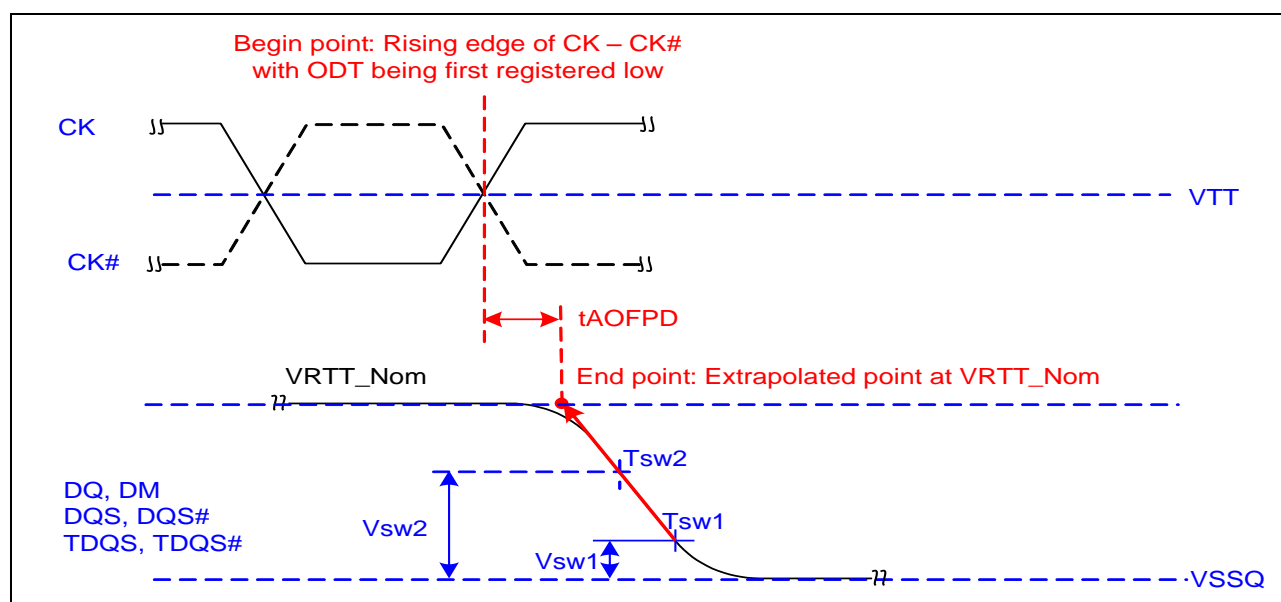 Begin point: Rising edge of CK – CK#
with ODT being first registered low
CK
VTT
CK#
tAOFPD
VRTT_Nom
End point: Extrapolated point at VRTT_Nom
Tsw2
DQ, DM
DQS, DQS#
TDQS, TDQS#
Vsw2
Tsw1
Vsw1
VSSQ